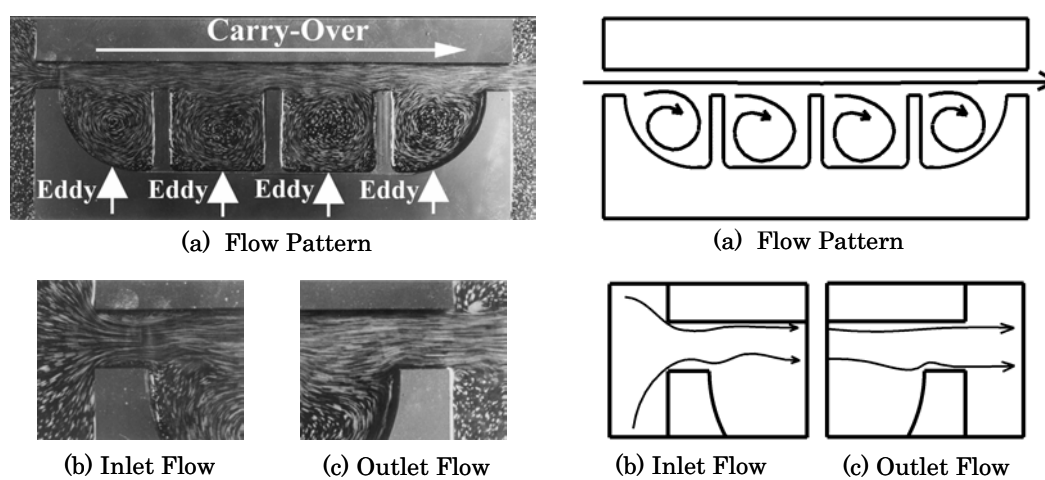 Carry-Over
Eddy Eddy Eddy Eddy
(a) Flow Pattern
(a) Flow Pattern
(b) Inlet Flow
(c) Outlet Flow
(b) Inlet Flow
(c) Outlet Flow